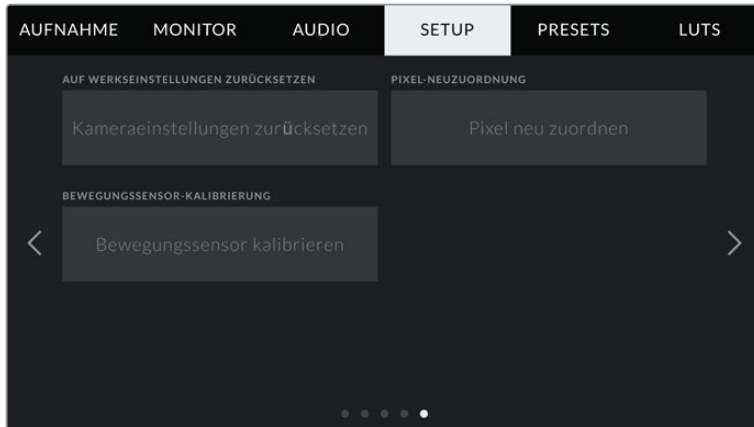 AUFNAHME MONITOR AUDIO SETUP PRESETS LUTS
AUF WERKSEINSTELLUNGEN ZURÜCKSETZEN PIXEL-NEUZUORDNUNG
Kameraeinstellungen zurücksetzen Pixel neu zuordnen
BEWEGUNGSSENSOR-KALIBRIERUNG
Bewegungssensor kalibrieren